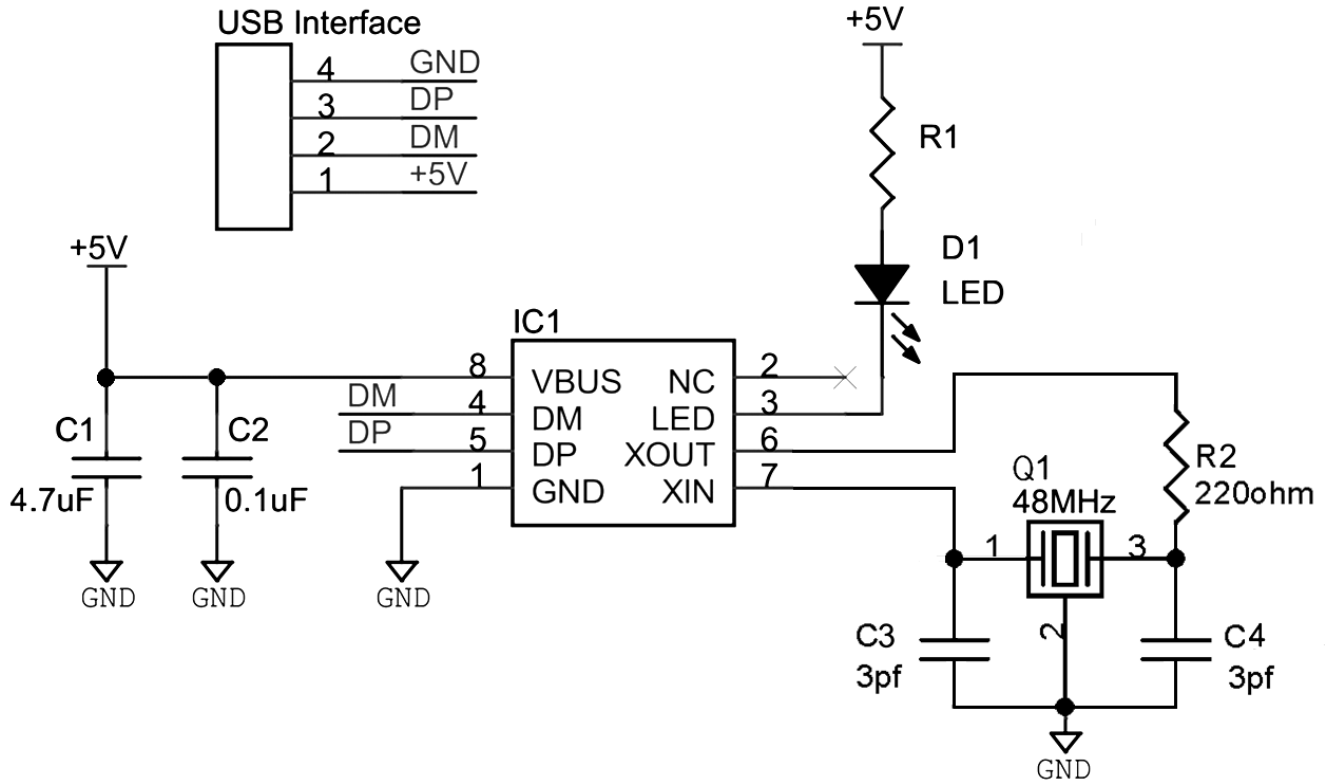 USB Interface
4 GND
3 DP
2 DM
1 +5V
+5V
R1
D1
LED
+5V
C1
4.7uF
C2
0.1uF
GND
GND
IC1
8 VBUS
DM 4 DM
DP 5 DP
1 GND
GND
NC 2
LED 3
XOUT 6
XIN 7
R2
220ohm
Q1
48MHz
1
3
2
C3
3pf
C4
3pf
GND